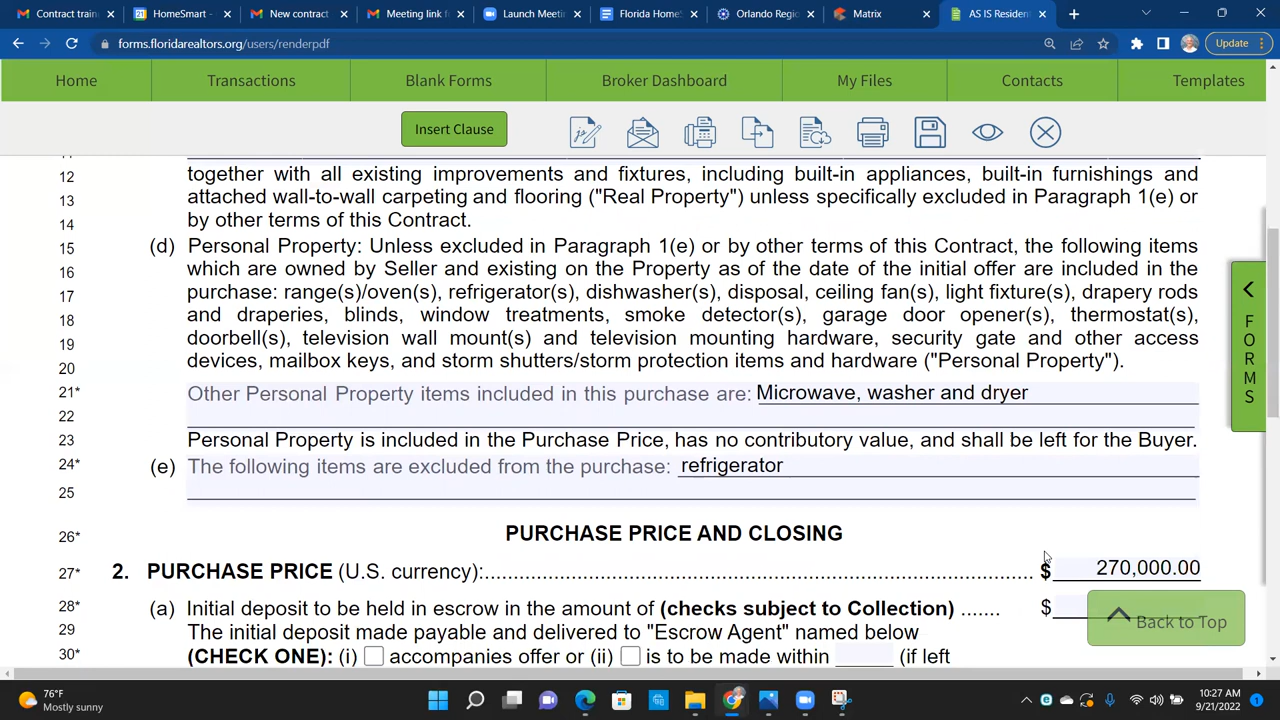 Contract train
HomeSmart -
New contract
Meeting link f
Launch Meeti
Florida HomeS
Orlando Regio
Matrix
AS IS Residen
forms.floridarealtors.org/users/renderpdf
Update
Home
Transactions
Blank Forms
Broker Dashboard
My Files
Contacts
Templates
Insert Clause
12 together with all existing improvements and fixtures, including built-in appliances, built-in furnishings and
13 attached wall-to-wall carpeting and flooring ("Real Property") unless specifically excluded in Paragraph 1(e) or
14 by other terms of this Contract.
15 (d) Personal Property: Unless excluded in Paragraph 1(e) or by other terms of this Contract, the following items
16 which are owned by Seller and existing on the Property as of the date of the initial offer are included in the
17 purchase: range(s)/oven(s), refrigerator(s), dishwasher(s), disposal, ceiling fan(s), light fixture(s), drapery rods
18 and draperies, blinds, window treatments, smoke detector(s), garage door opener(s), thermostat(s),
19 doorbell(s), television wall mount(s) and television mounting hardware, security gate and other access
20 devices, mailbox keys, and storm shutters/storm protection items and hardware ("Personal Property").
21* Other Personal Property items included in this purchase are: Microwave, washer and dryer
22
23 Personal Property is included in the Purchase Price, has no contributory value, and shall be left for the Buyer.
24* (e) The following items are excluded from the purchase: refrigerator
25
26* PURCHASE PRICE AND CLOSING
27* 2. PURCHASE PRICE (U.S. currency):............................................................................................. $ 270,000.00
28* (a) Initial deposit to be held in escrow in the amount of (checks subject to Collection) ....... $
29 The initial deposit made payable and delivered to "Escrow Agent" named below
30* (CHECK ONE): (i) accompanies offer or (ii) is to be made within (if left
FORMS
Back to Top
76°F
Mostly sunny
10:27 AM
9/21/2022